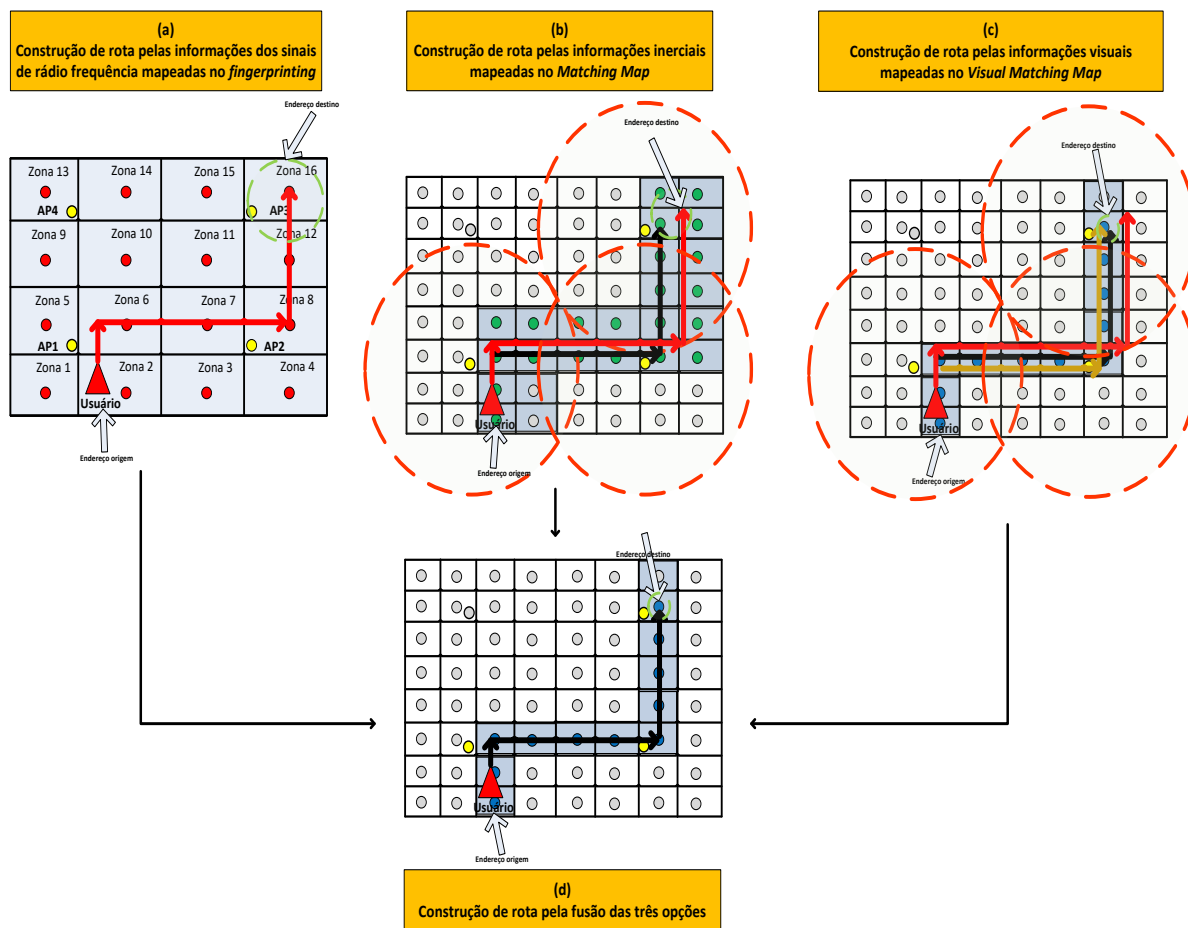 (a)
Construção de rota pelas informações dos sinais
de rádio frequência mapeadas no fingerprinting
(b)
Construção de rota pelas informações inerciais
mapeadas no Matching Map
(c)
Construção de rota pelas informações visuais
mapeadas no Visual Matching Map
Endereço destino
Zona 13
Zona 14
Zona 15
Zona 16
AP4
AP3
Zona 9
Zona 10
Zona 11
Zona 12
Zona 5
Zona 6
Zona 7
Zona 8
AP1
AP2
Zona 1
Zona 2
Zona 3
Zona 4
Usuário
Endereço origem
Endereço destino
Usuário
Endereço origem
Endereço destino
Usuário
Endereço origem
Endereço destino
Usuário
Endereço origem
(d)
Construção de rota pela fusão das três opções